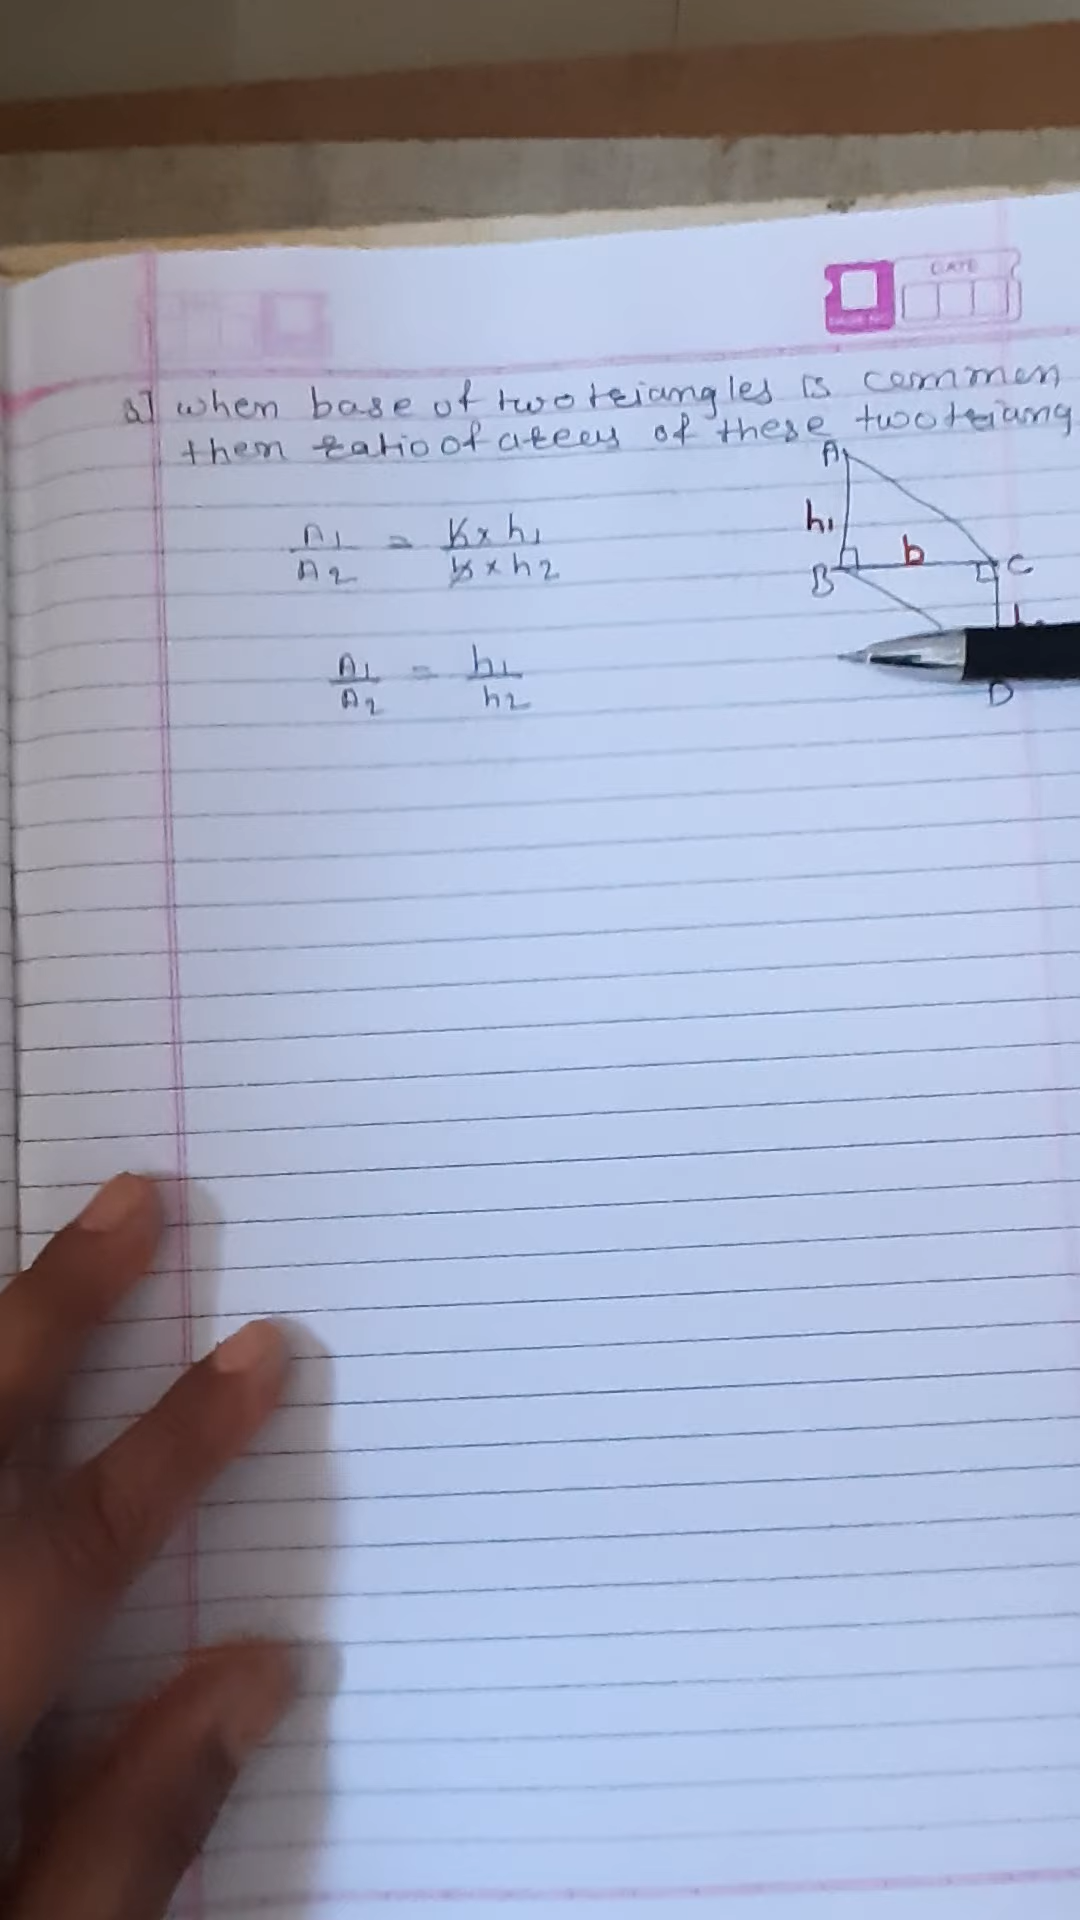 3] when base of two triangles is common
then ratio of areas of these two triang
A
A1/A2 = b x h1/b x h2
h1
b
B
C
A1/A2 = h1/h2
D
DATE